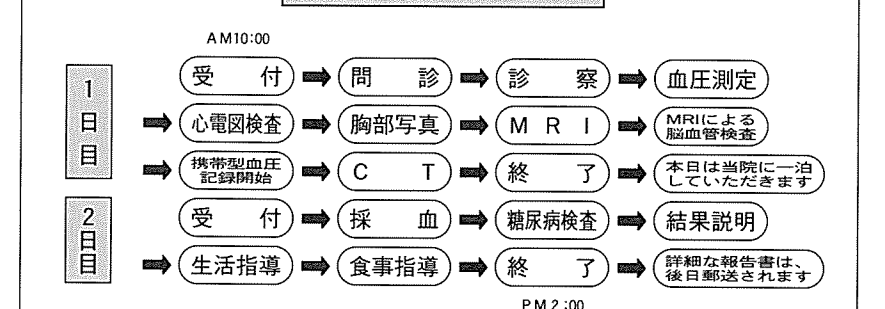 AM10:00
1日目
受付 ➡ 問診 ➡ 診察 ➡ 血圧測定
➡ 心電図検査 ➡ 胸部写真 ➡ MRI ➡ MRIによる
脳血管検査
➡ 携帯型血圧
記録開始 ➡ CT ➡ 終了 ➡ 本日は当院に一泊
していただきます
2日目
受付 ➡ 採血 ➡ 糖尿病検査 ➡ 結果説明
➡ 生活指導 ➡ 食事指導 ➡ 終了 ➡ 詳細な報告書は、
後日郵送されます
PM2:00